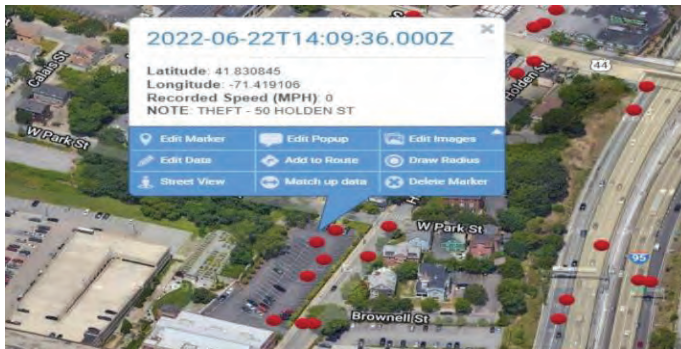 2022-06-22T14:09:36.000Z
×
Latitude: 41.830845
Longitude: -71.419106
Recorded Speed (MPH): 0
NOTE: THEFT - 50 HOLDEN ST
Edit Marker
Edit Popup
Edit Images
Edit Data
Add to Route
Draw Radius
Street View
Match up data
Delete Marker
Calais St
W Park St
Holden St
44
H
W Park St
95
Brownell St